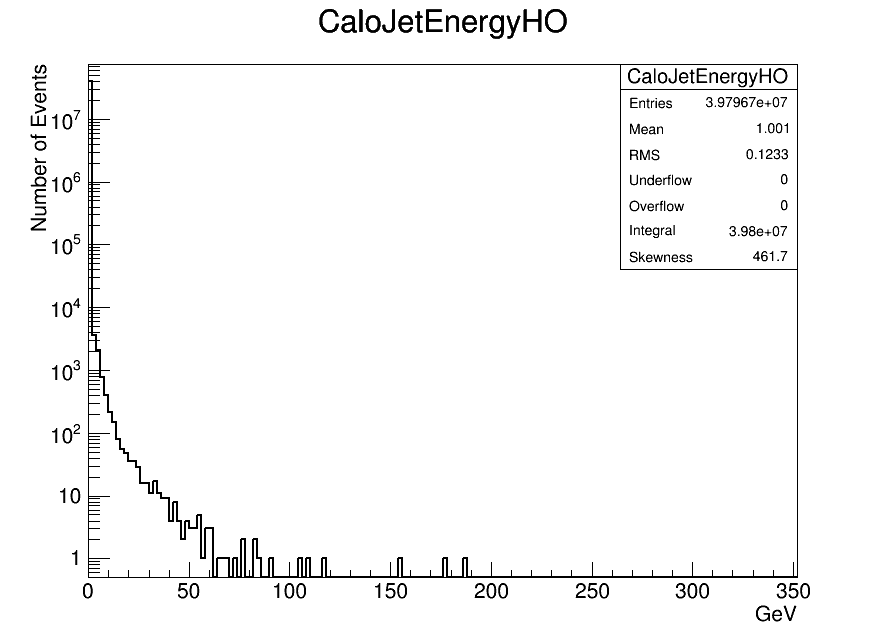 CaloJetEnergyHO
Number of Events
CaloJetEnergyHO
Entries 3.97967e+07
Mean 1.001
RMS 0.1233
Underflow 0
Overflow 0
Integral 3.98e+07
Skewness 461.7
10^7
10^6
10^5
10^4
10^3
10^2
10
1
0 50 100 150 200 250 300 350
GeV